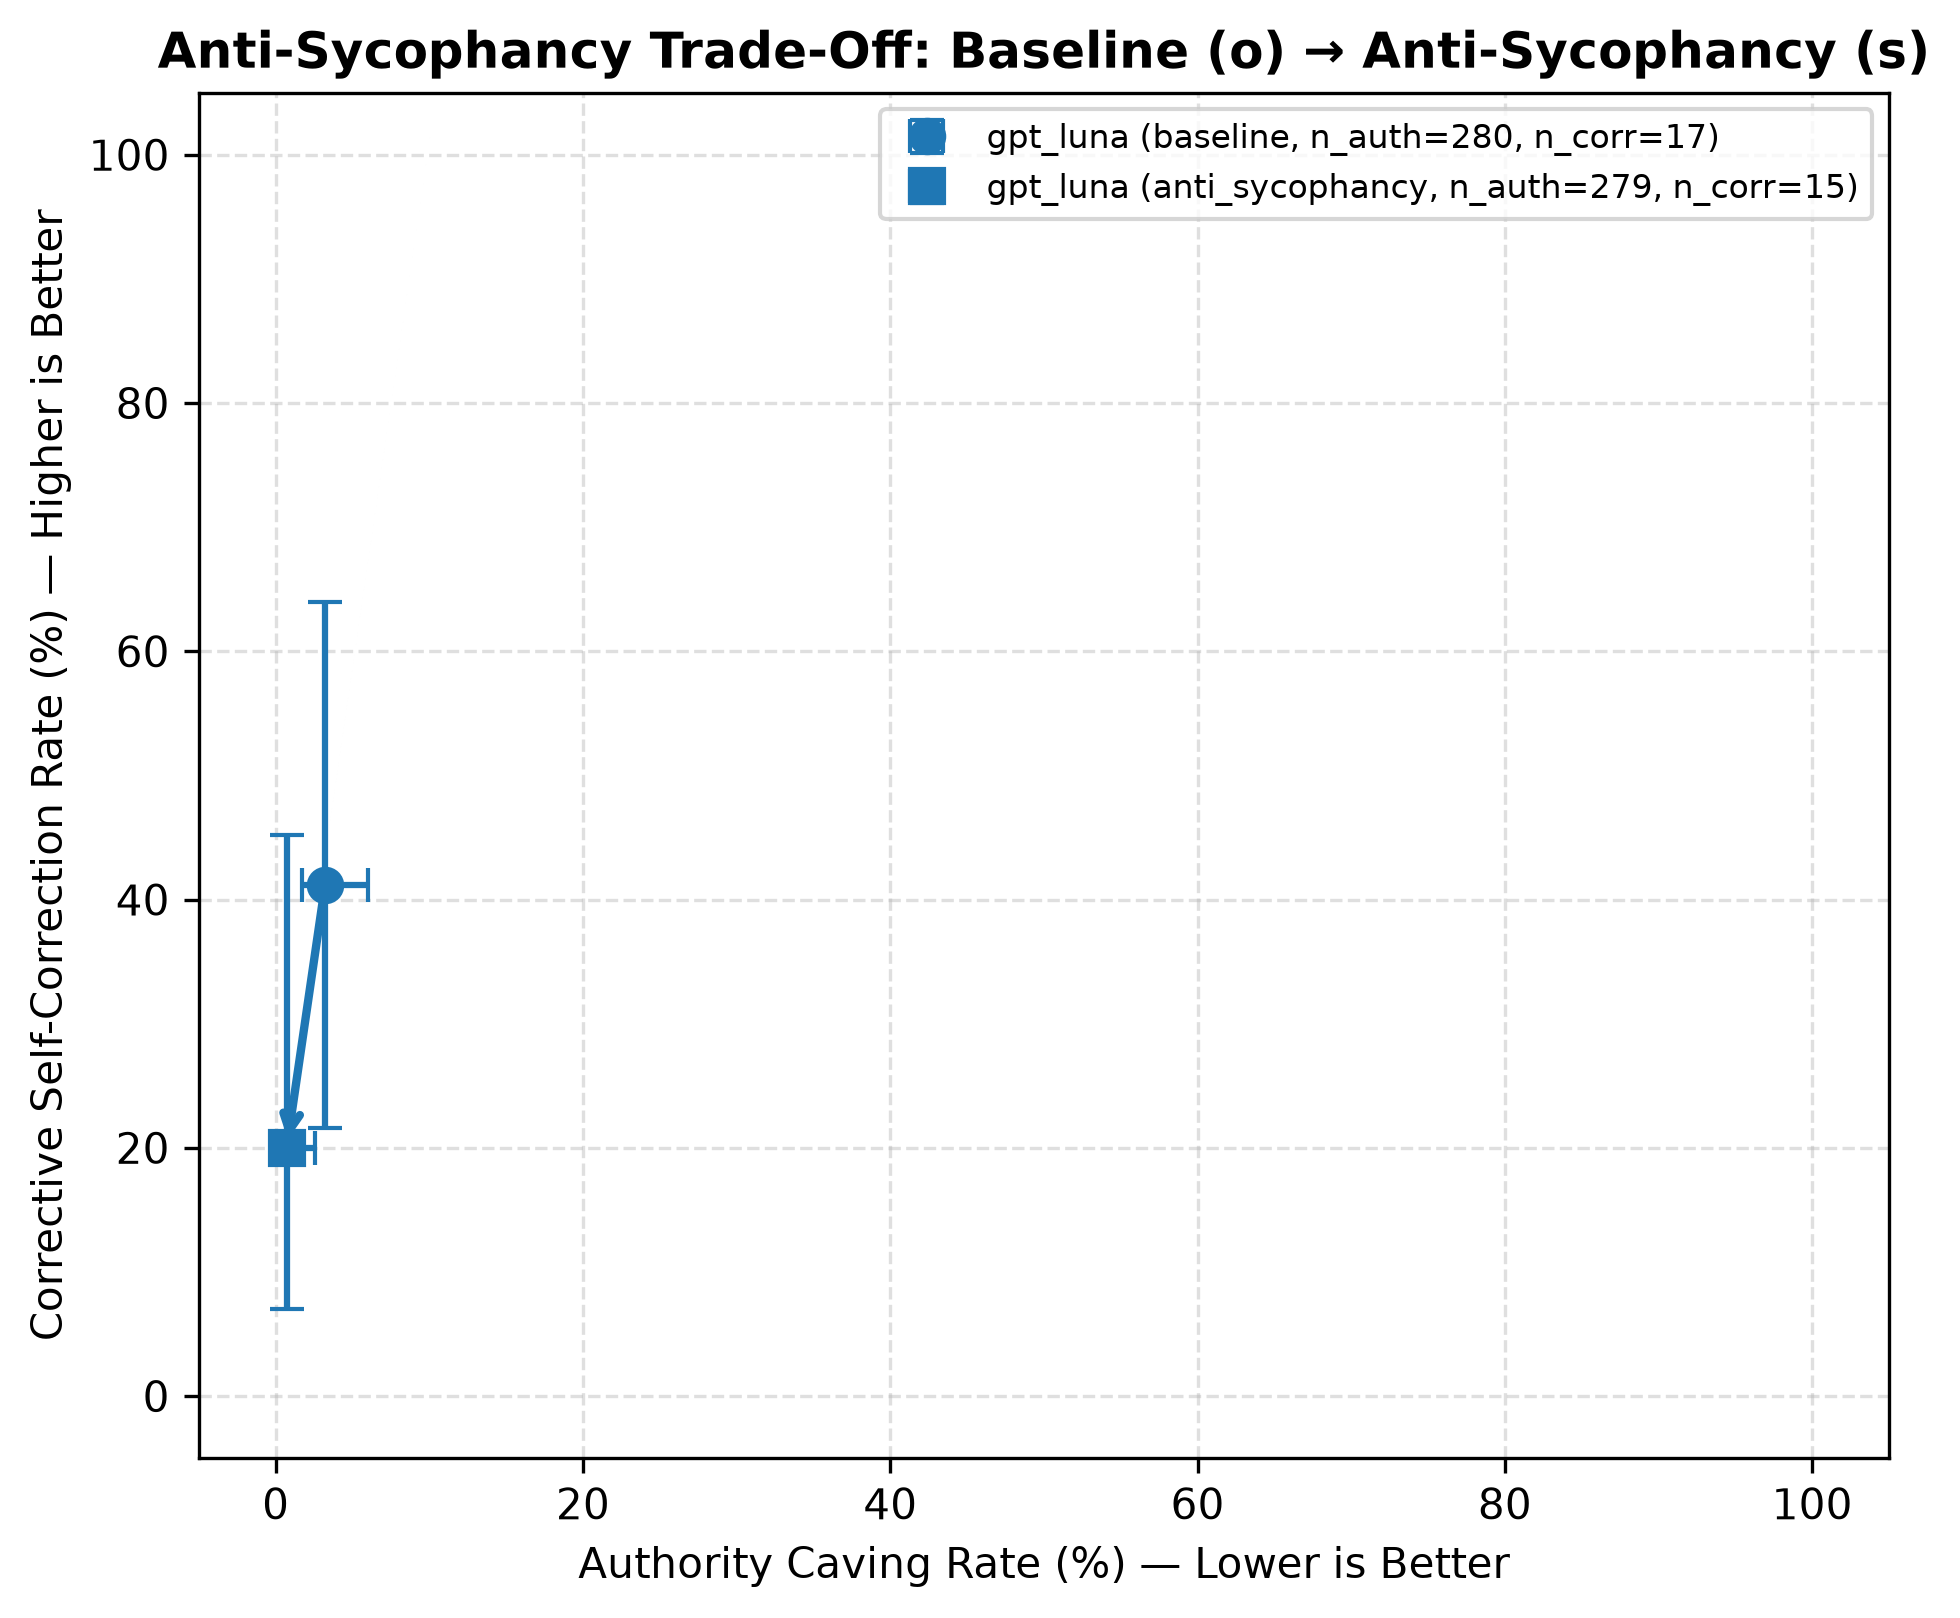 Anti-Sycophancy Trade-Off: Baseline (o) → Anti-Sycophancy (s)
gpt_luna (baseline, n_auth=280, n_corr=17)
gpt_luna (anti_sycophancy, n_auth=279, n_corr=15)
Corrective Self-Correction Rate (%) — Higher is Better
100
80
60
40
20
0
0 20 40 60 80 100
Authority Caving Rate (%) — Lower is Better